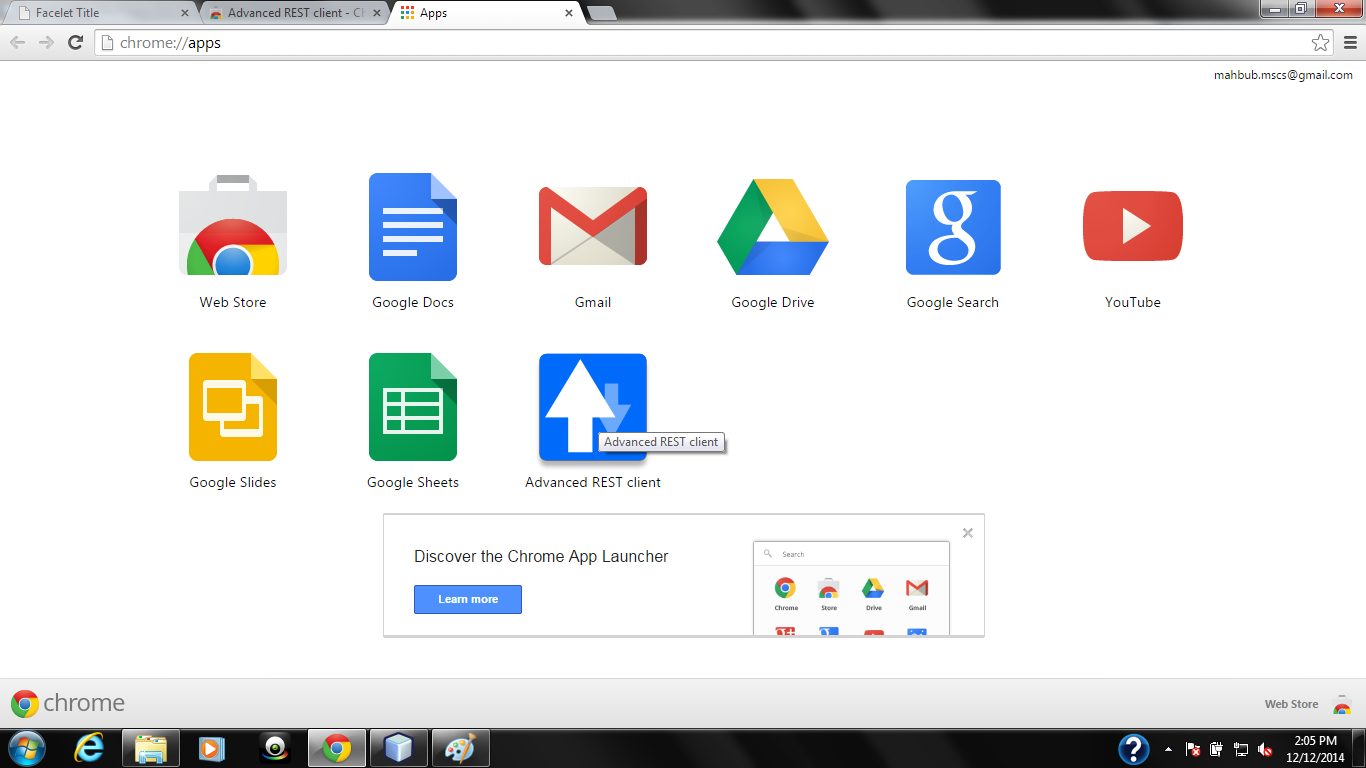 Facelet Title
Advanced REST client - Ch
Apps
chrome://apps
mahbub.mscs@gmail.com
Web Store
Google Docs
Gmail
Google Drive
Google Search
YouTube
Google Slides
Google Sheets
Advanced REST client
Advanced REST client
Discover the Chrome App Launcher
Learn more
Search
Chrome
Store
Drive
Gmail
chrome
Web Store
2:05 PM
12/12/2014